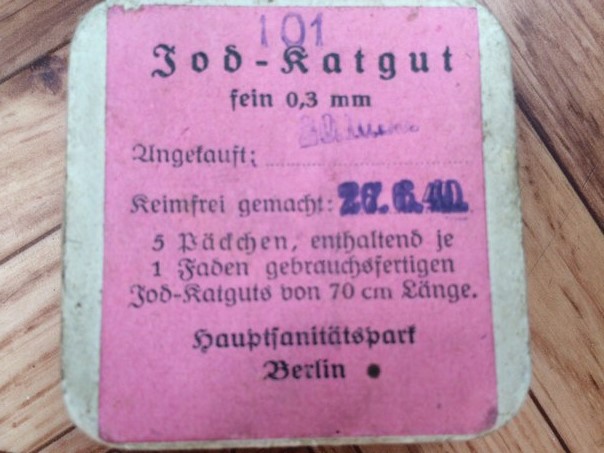 101
Jod-Katgut
fein 0,3 mm
Angekauft:
Keimfrei gemacht: 26.6.40.
5 Päckchen, enthaltend je
1 Faden gebrauchsfertigen
Jod-Katguts von 70 cm Länge.
Hauptsanitätspark
Berlin